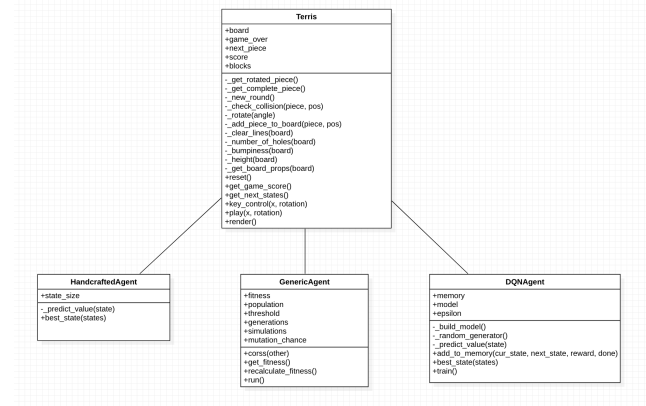 Terris
+board
+game_over
+next_piece
+score
+blocks
-_get_rotated_piece()
-_get_complete_piece()
-_new_round()
-_check_collision(piece, pos)
-_rotate(angle)
-_add_piece_to_board(piece, pos)
-_clear_lines(board)
-_number_of_holes(board)
-_bumpiness(board)
-_height(board)
-_get_board_props(board)
+reset()
+get_game_score()
+get_next_states()
+key_control(x, rotation)
+play(x, rotation)
+render()
HandcraftedAgent
+state_size
-_predict_value(state)
+best_state(states)
GenericAgent
+fitness
+population
+threshold
+generations
+simulations
+mutation_chance
+corss(other)
+get_fitness()
+recalculate_fitness()
+run()
DQNAgent
+memory
+model
+epsilon
-_build_model()
-_random_generator()
-_predict_value(state)
+add_to_memory(cur_state, next_state, reward, done)
+best_state(states)
+train()